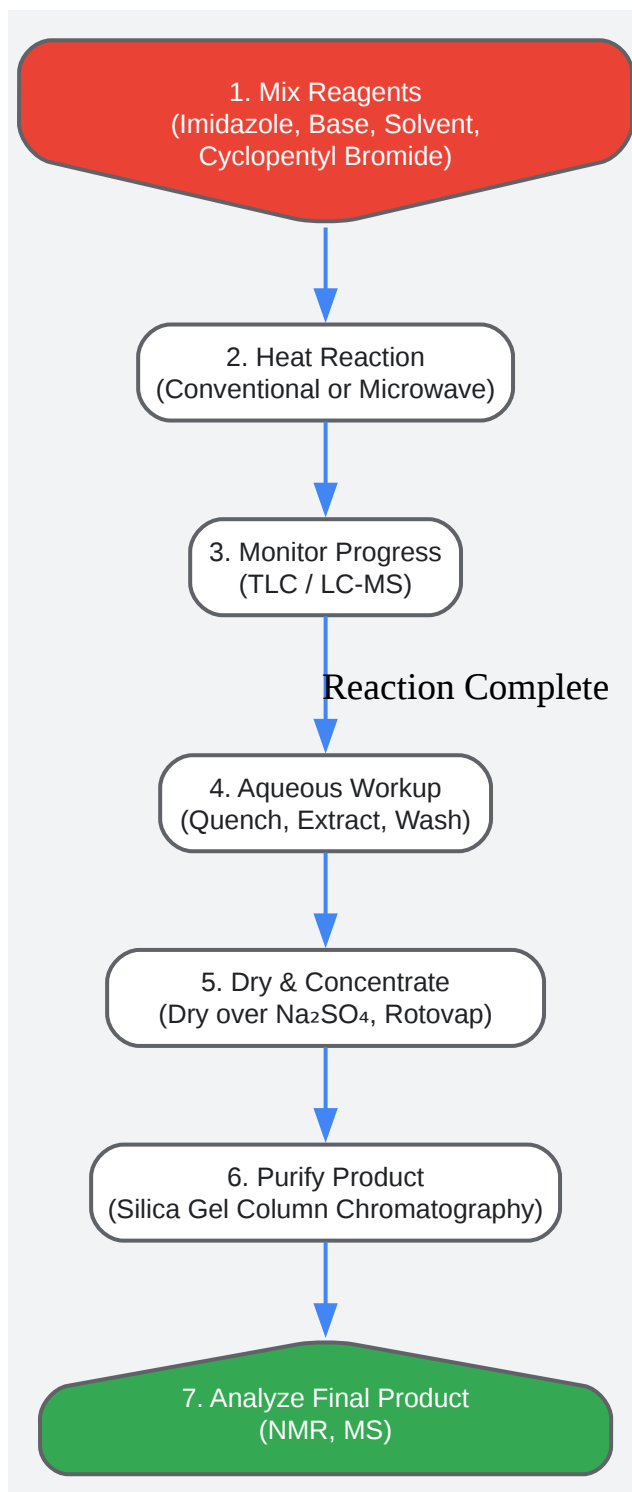 1. Mix Reagents
(Imidazole, Base, Solvent,
Cyclopentyl Bromide)
2. Heat Reaction
(Conventional or Microwave)
3. Monitor Progress
(TLC / LC-MS)
Reaction Complete
4. Aqueous Workup
(Quench, Extract, Wash)
5. Dry & Concentrate
(Dry over Na₂SO₄, Rotovap)
6. Purify Product
(Silica Gel Column Chromatography)
7. Analyze Final Product
(NMR, MS)